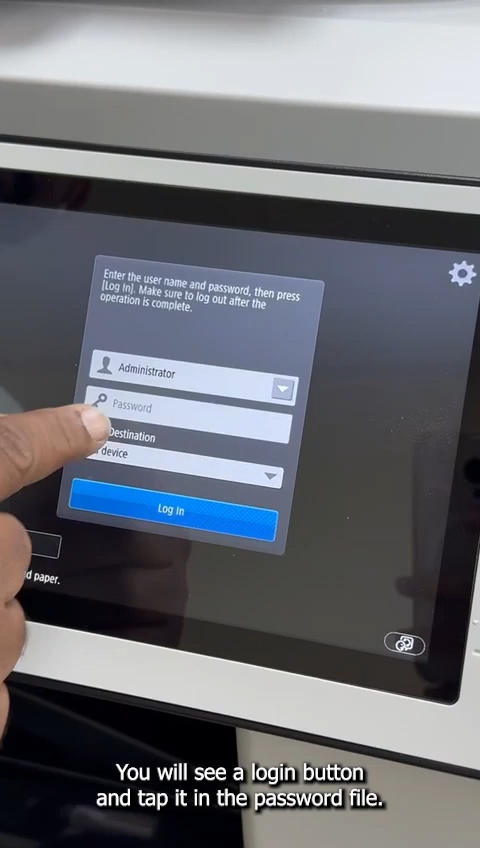 Enter the user name and password, then press
[Log In]. Make sure to log out after the
operation is complete.
Administrator
Password
Destination
device
Log In
d paper.
You will see a login button
and tap it in the password file.